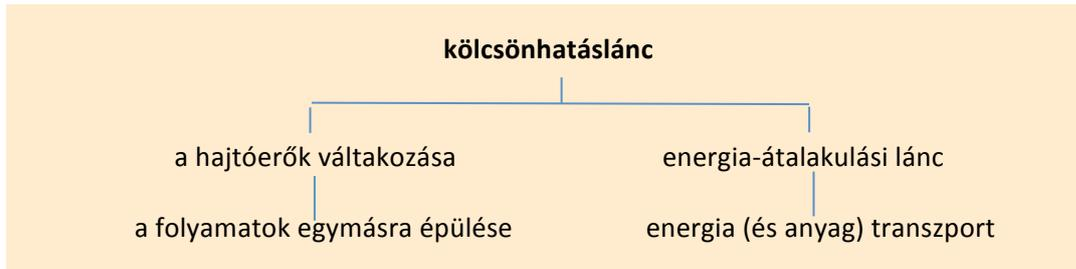 kölcsönhatáslánc
a hajtóerők váltakozása
energia-átalakulási lánc
a folyamatok egymásra épülése
energia (és anyag) transzport